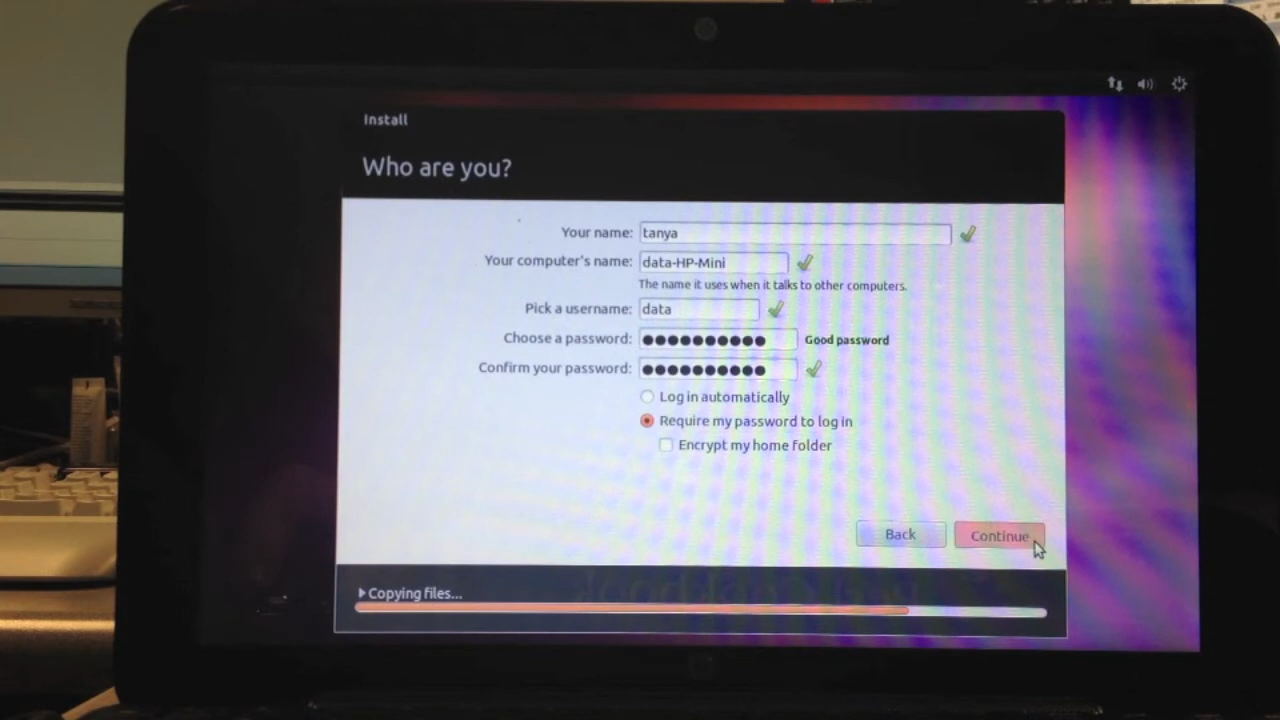 Install
Who are you?
Your name: tanya
Your computer's name: data-HP-Mini
The name it uses when it talks to other computers.
Pick a username: data
Choose a password: ●●●●●●●●●● Good password
Confirm your password: ●●●●●●●●●●
Log in automatically
Require my password to log in
Encrypt my home folder
Back Continue
Copying files...